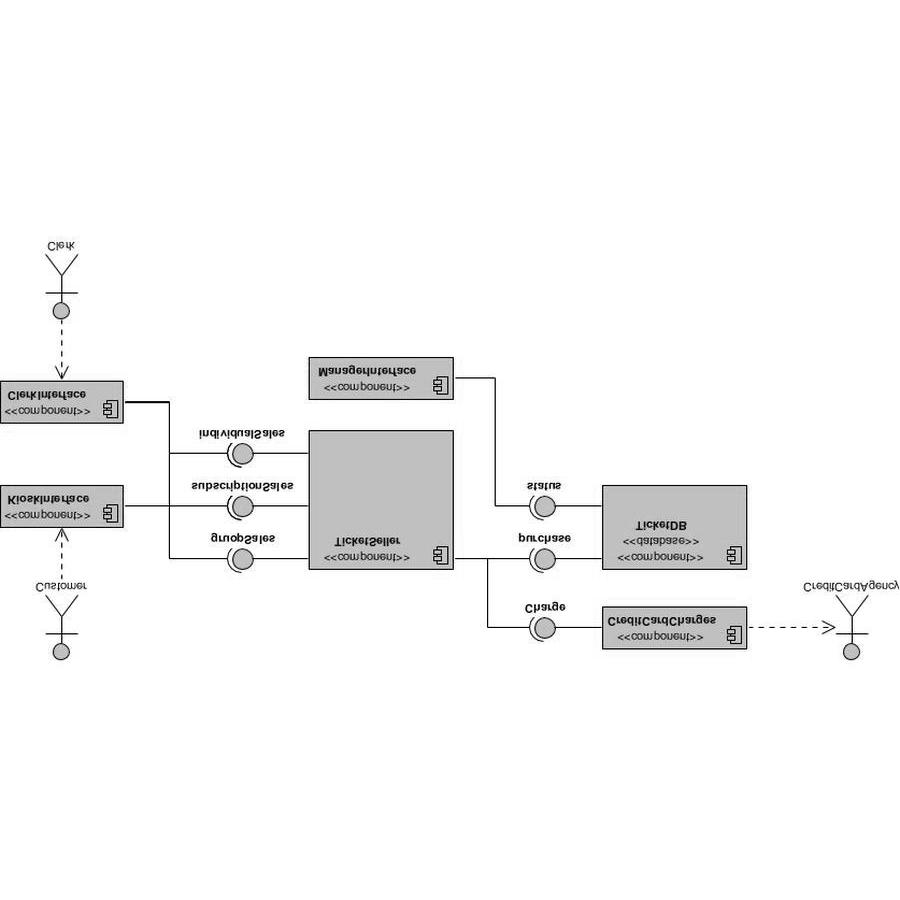 Customer
CreditCardAgency
<<component>>
CreditCardCharges
Charge
<<component>>
KioskInterface
<<component>>
TicketSeller
<<component>>
<<database>>
TicketDB
gruopSales
subscriptionSales
individualSales
purchase
status
<<component>>
ClerkInterface
<<component>>
ManagerInterface
Clerk